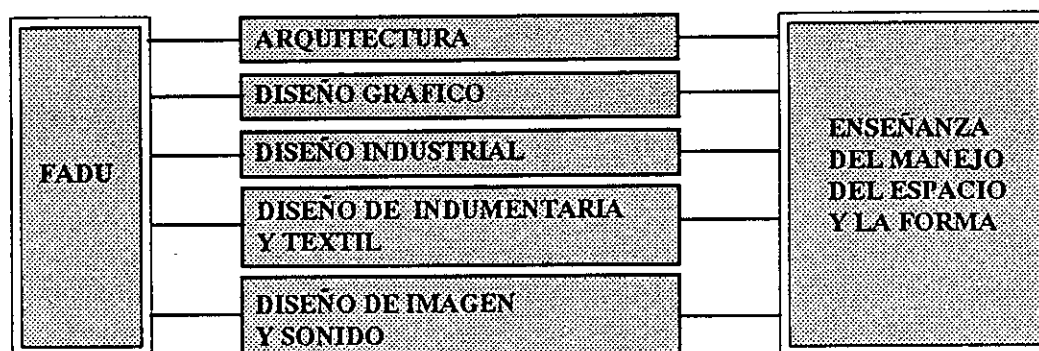 FADU
ARQUITECTURA
DISEÑO GRAFICO
DISEÑO INDUSTRIAL
DISEÑO DE INDUMENTARIA
Y TEXTIL
DISEÑO DE IMAGEN
Y SONIDO
ENSEÑANZA
DEL MANEJO
DEL ESPACIO
Y LA FORMA